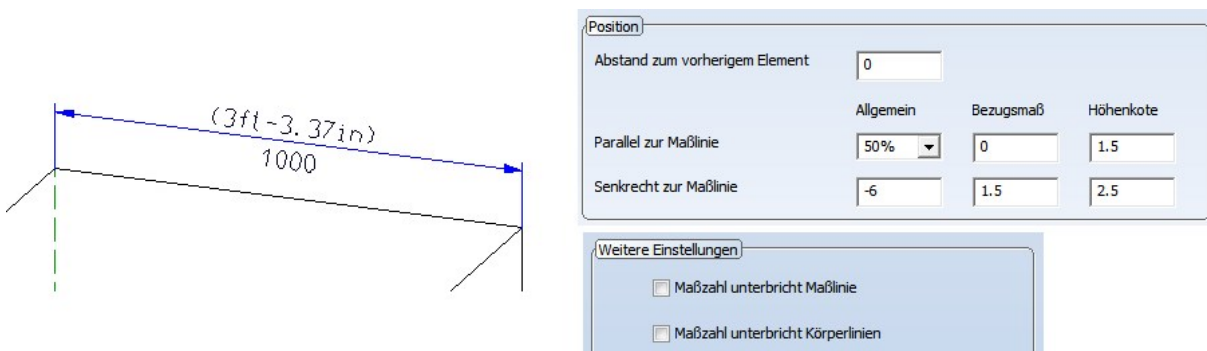 (3ft-3.37in)
1000
Position
Abstand zum vorherigem Element 0
Allgemein Bezugsmaß Höhenkote
Parallel zur Maßlinie 50% 0 1.5
Senkrecht zur Maßlinie -6 1.5 2.5
Weitere Einstellungen
Maßzahl unterbricht Maßlinie
Maßzahl unterbricht Körperlinien